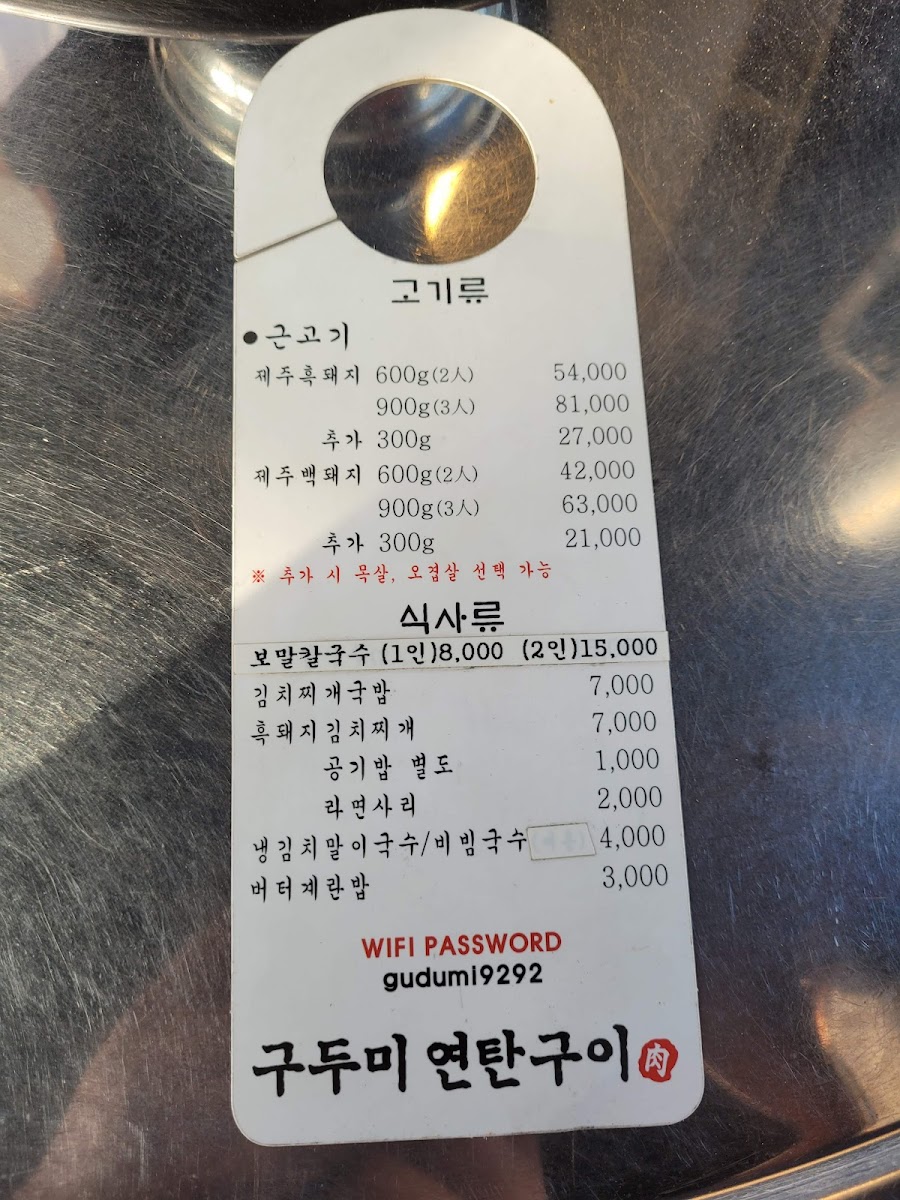 고기류
●근고기
제주흑돼지 600g(2人) 54,000
900g(3人) 81,000
추가 300g 27,000
제주백돼지 600g(2人) 42,000
900g(3人) 63,000
추가 300g 21,000
※ 추가 시 목살, 오겹살 선택 가능
식사류
보말칼국수 (1인)8,000 (2인)15,000
김치찌개국밥 7,000
흑돼지김치찌개 7,000
공기밥 별도 1,000
라면사리 2,000
냉김치말이국수/비빔국수 4,000
버터계란밥 3,000
WIFI PASSWORD
gudumi9292
구두미 연탄구이 肉